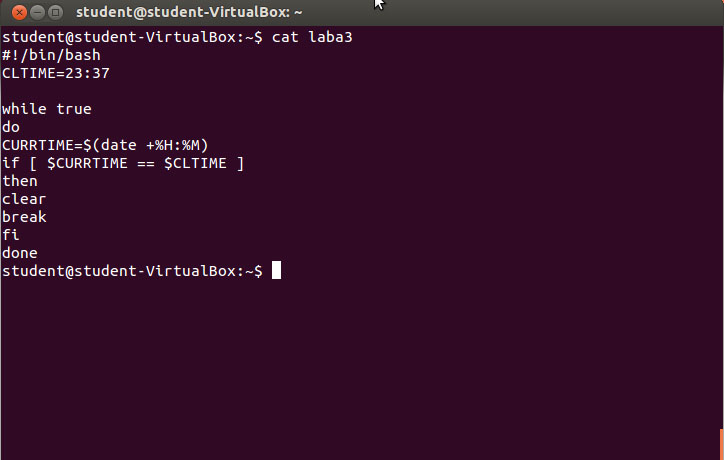 student@student-VirtualBox: ~
student@student-VirtualBox:~$ cat laba3
#!/bin/bash
CLTIME=23:37
while true
do
CURRTIME=$(date +%H:%M)
if [ $CURRTIME == $CLTIME ]
then
clear
break
fi
done
student@student-VirtualBox:~$